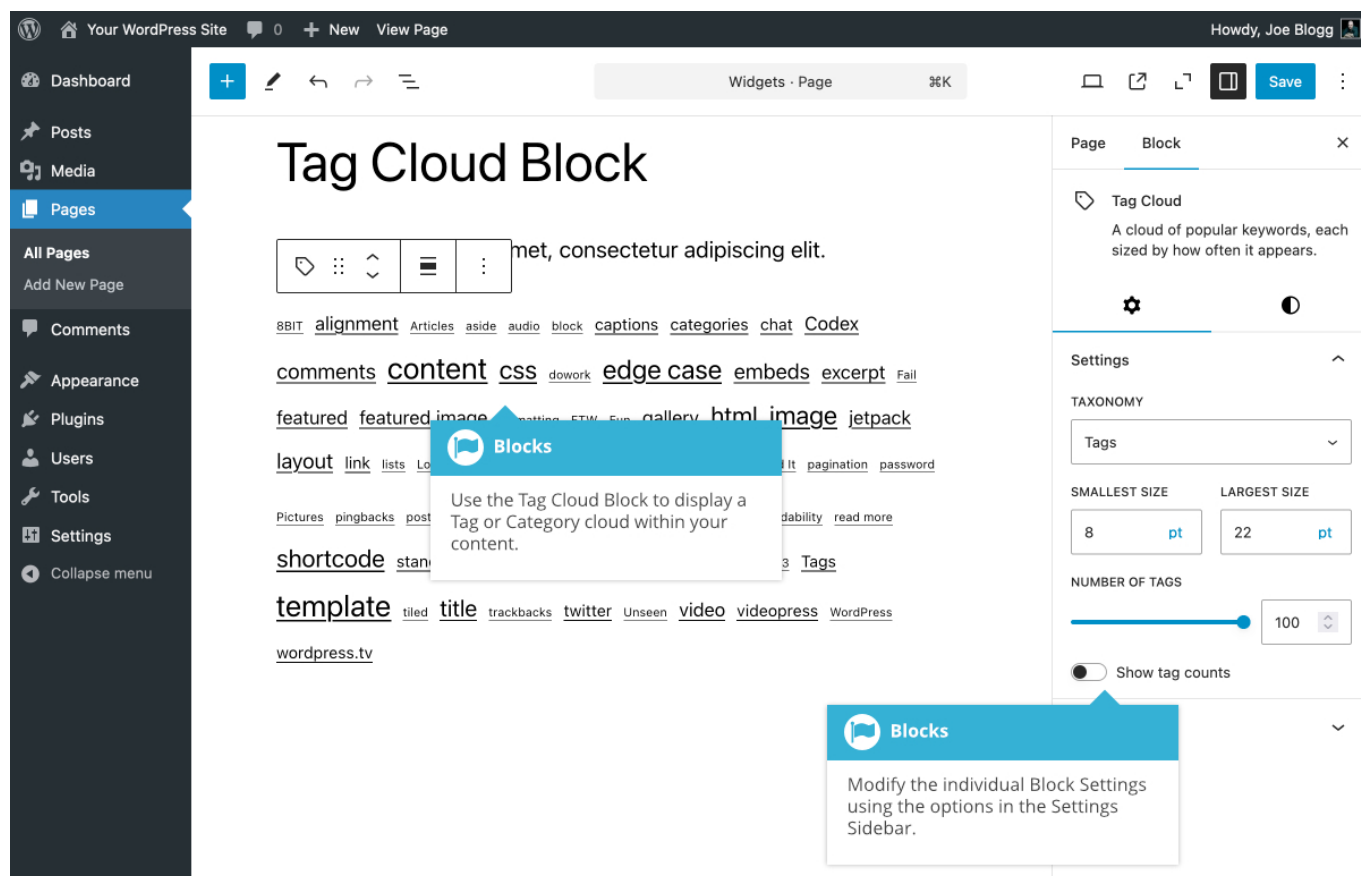 Your WordPress Site 0 New View Page Howdy, Joe Blogg
Dashboard
Posts
Media
Pages
All Pages
Add New Page
Comments
Appearance
Plugins
Users
Tools
Settings
Collapse menu
Widgets · Page ⌘K
Save
Tag Cloud Block
met, consectetur adipiscing elit.
8BIT alignment Articles aside audio block captions categories chat Codex
comments content css dowork edge case embeds excerpt Fail
featured featured image FTW Fun gallery html image jetpack
layout link lists It pagination password
Pictures pingbacks post read more
shortcode 3 Tags
template tiled title trackbacks twitter Unseen video videopress WordPress
wordpress.tv
Blocks
Use the Tag Cloud Block to display a
Tag or Category cloud within your
content.
Page Block
Tag Cloud
A cloud of popular keywords, each
sized by how often it appears.
Settings
TAXONOMY
Tags
SMALLEST SIZE LARGEST SIZE
8 pt 22 pt
NUMBER OF TAGS
100
Show tag counts
Blocks
Modify the individual Block Settings
using the options in the Settings
Sidebar.